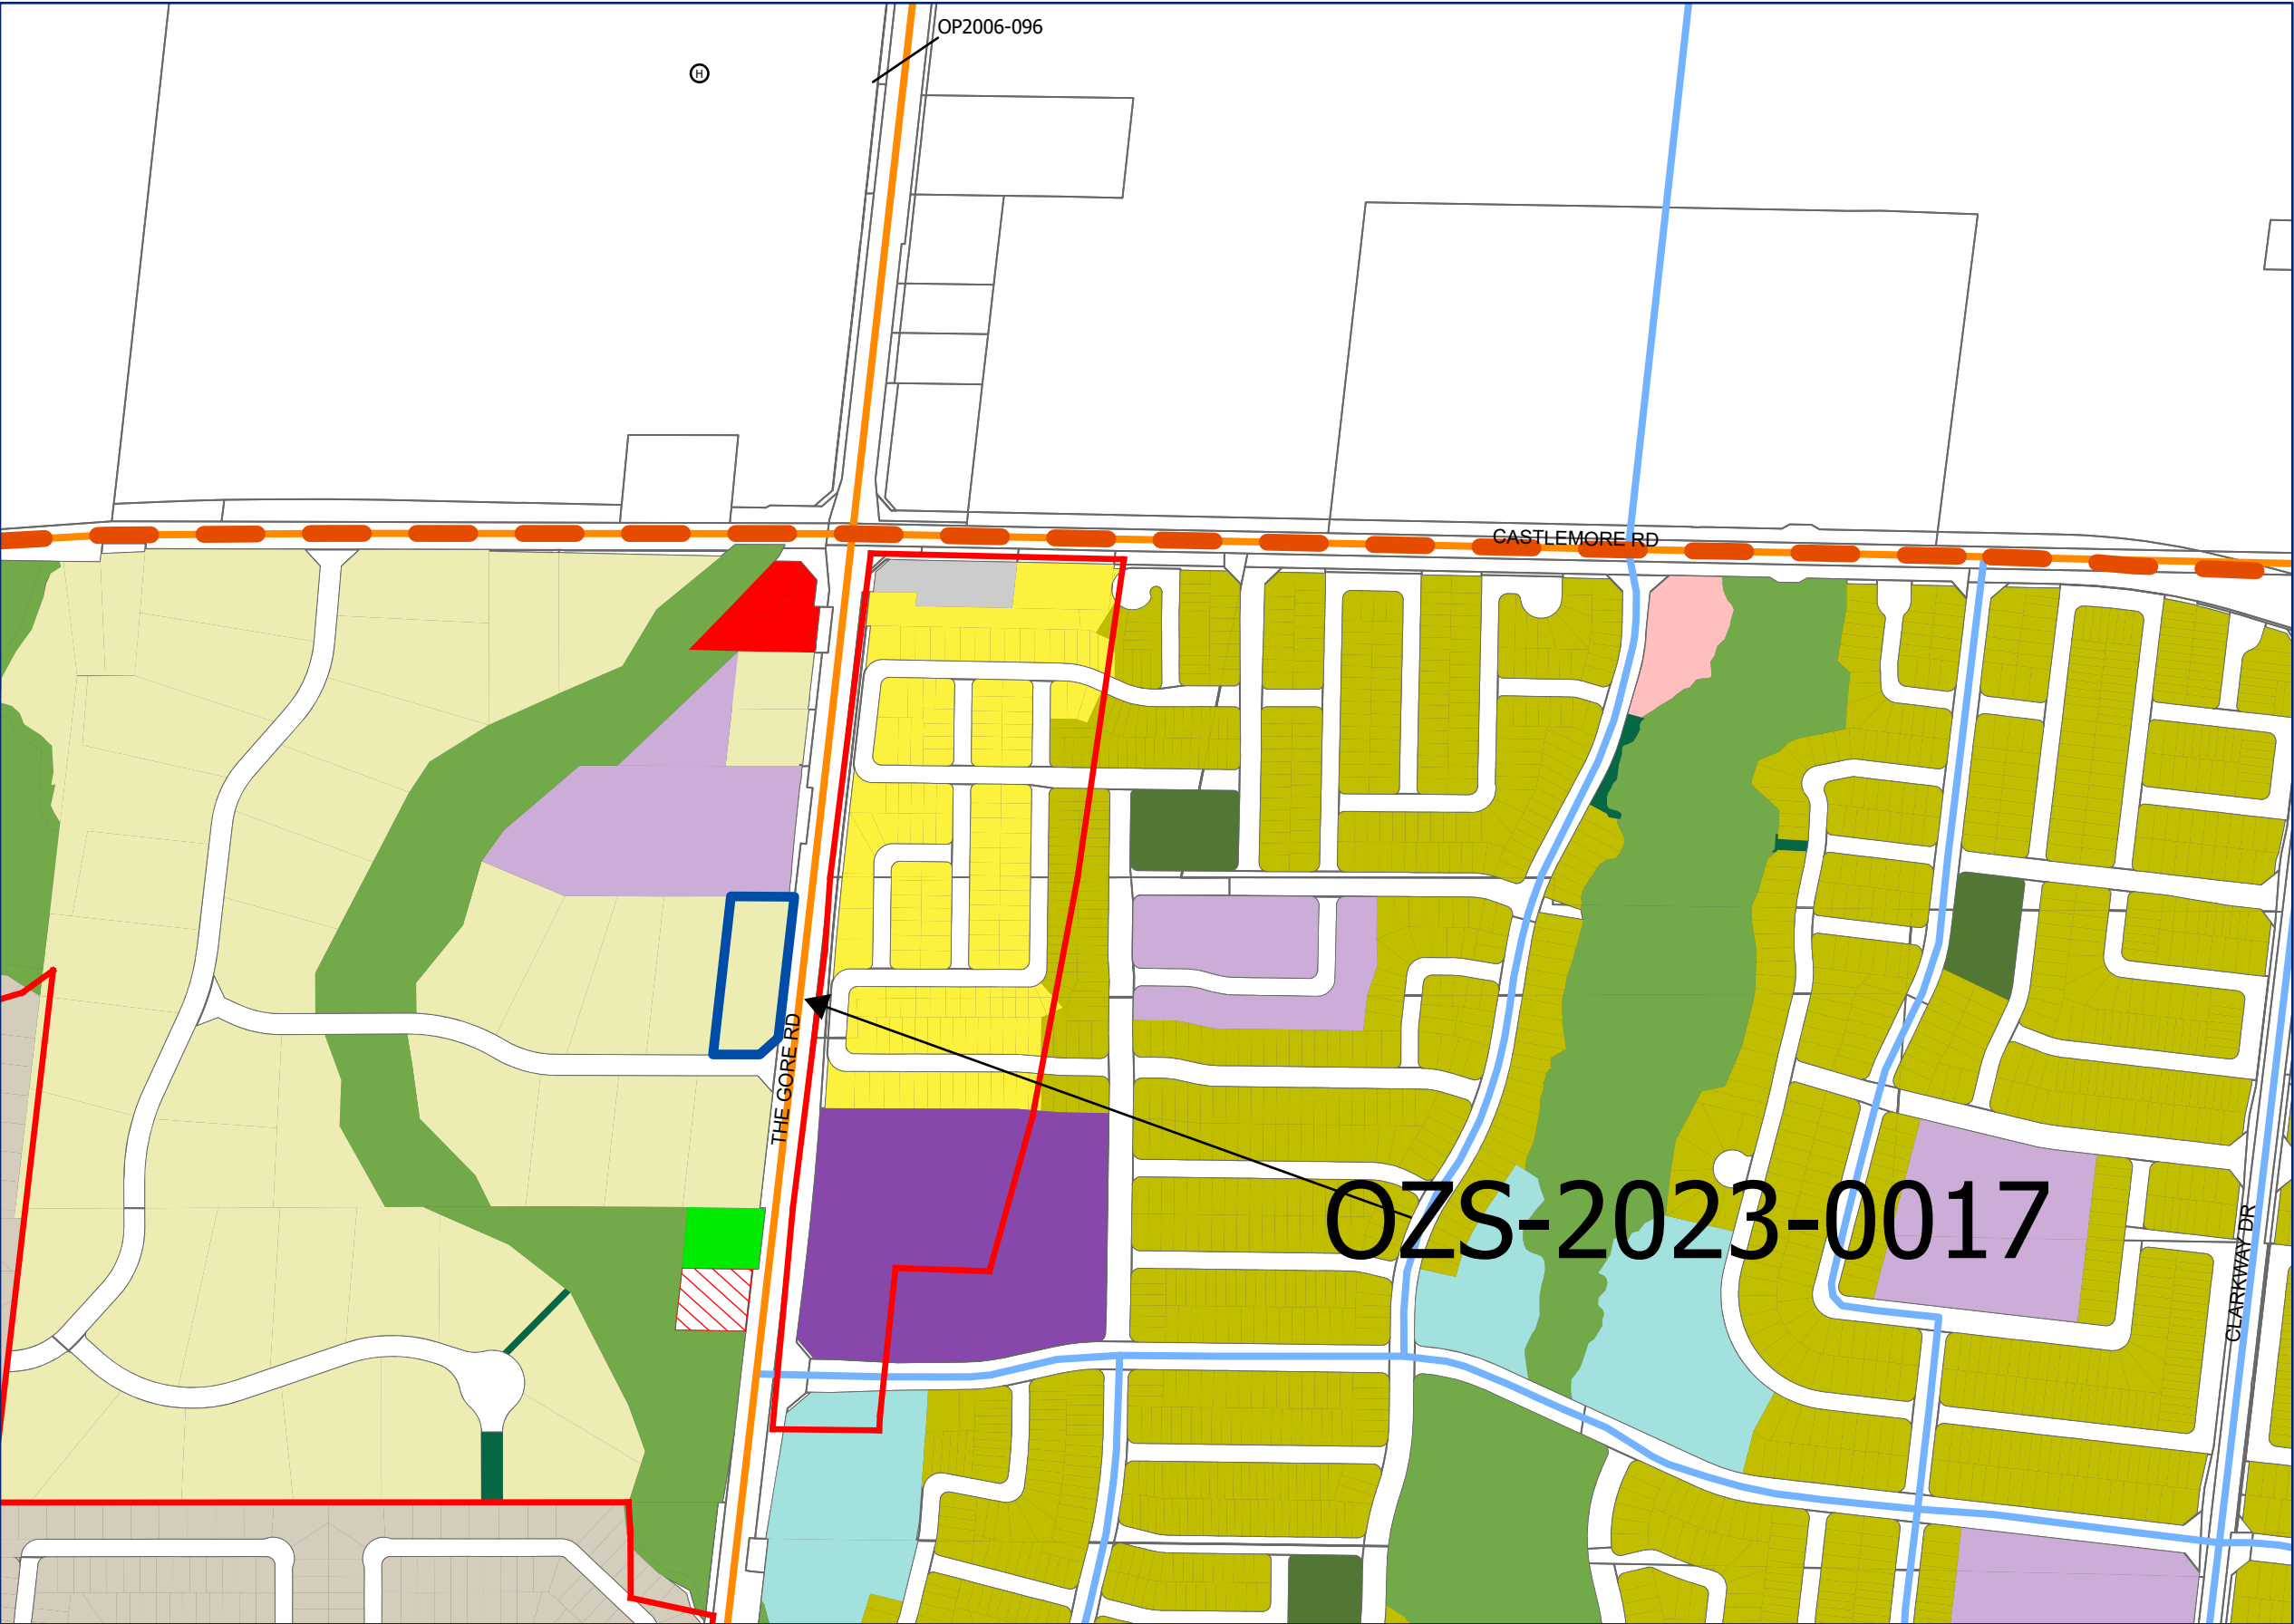 OP2006-096
H
CASTLEMORE RD
THE GORE RD
OZS-2023-0017
CLARKWAY DR